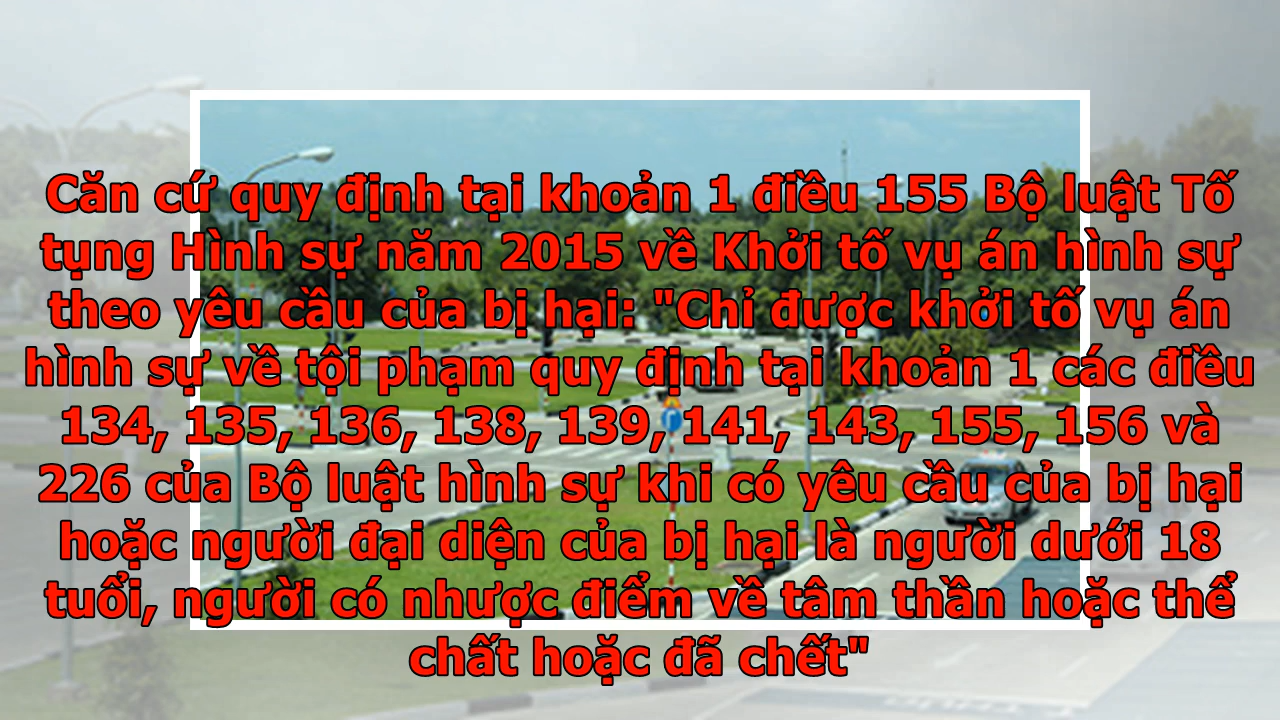 Căn cứ quy định tại khoản 1 điều 155 Bộ luật Tố
tụng Hình sự năm 2015 về Khởi tố vụ án hình sự
theo yêu cầu của bị hại: "Chỉ được khởi tố vụ án
hình sự về tội phạm quy định tại khoản 1 các điều
134, 135, 136, 138, 139, 141, 143, 155, 156 và
226 của Bộ luật hình sự khi có yêu cầu của bị hại
hoặc người đại diện của bị hại là người dưới 18
tuổi, người có nhược điểm về tâm thần hoặc thể
chất hoặc đã chết"